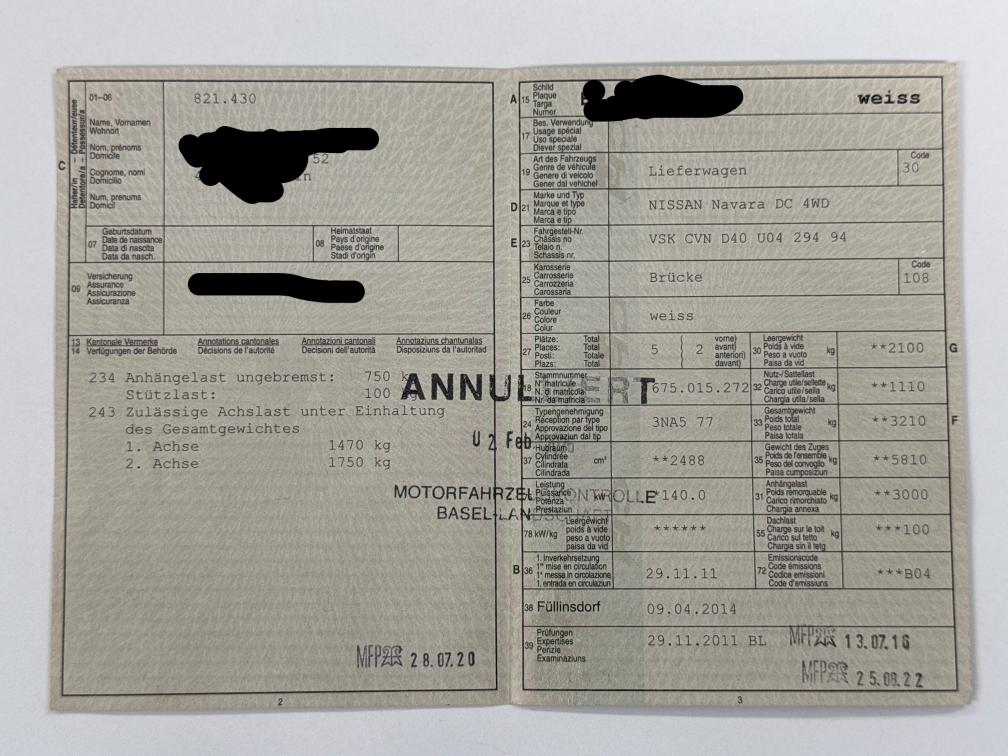 C
Halter/in – Détenteur/euse
Detentore/a – Possessur/a
01–06
821.430
Name, Vornamen
Wohnort
Nom, prénoms
Domicile
52
Cognome, nomi
Domicilio
Num, prenums
Domicil
07
Geburtsdatum
Date de naissance
Data di nascita
Data da nasch.
08
Heimatstaat
Pays d'origine
Paese d'origine
Stadi d'origin
09
Versicherung
Assurance
Assicurazione
Assicuranza
13 Kantonale Vermerke Annotations cantonales Annotazioni cantonali Annotaziuns chantunalas
14 Verfügungen der Behörde Décisions de l'autorité Decisioni dell'autorità Disposiziuns da l'autoritad
234 Anhängelast ungebremst: 750 kg
Stützlast: 100 kg
243 Zulässige Achslast unter Einhaltung
des Gesamtgewichtes
1. Achse 1470 kg
2. Achse 1750 kg
ANNULLIERT
02 Feb.
MOTORFAHRZEUGKONTROLLE
BASEL-LANDSCHAFT
MFP 28.07.20
2
A 15
Schild
Plaque
Targa
Numer
weiss
17
Bes. Verwendung
Usage spécial
Uso speciale
Diever spezial
19
Art des Fahrzeugs
Genre de véhicule
Genere di veicolo
Gener dal vehichel
Lieferwagen
Code
30
D 21
Marke und Typ
Marque et type
Marca e tipo
Marca e tip
NISSAN Navara DC 4WD
E 23
Fahrgestell-Nr.
Châssis no
Telaio n.
Schassis nr.
VSK CVN D40 U04 294 94
25
Karosserie
Carrosserie
Carrozzeria
Carossaria
Brücke
Code
108
26
Farbe
Couleur
Colore
Colur
weiss
27
Plätze: Total
Places: Total
Posti: Totale
Plazs: Total
5 { 2
vorne)
avant)
anteriori)
davant)
30
Leergewicht
Poids à vide
Peso a vuoto
Paisa da vid
kg
**2100
G
18
Stammnummer
N° matricule
N. di matricola
Nr. da matricla
675.015.272
32
Nutz-/Sattellast
Charge utile/sellette
Carico utile/sella
Chargia utila/sella
kg
**1110
24
Typengenehmigung
Réception par type
Approvazione del tipo
Approvaziun dal tip
3NA5 77
33
Gesamtgewicht
Poids total
Peso totale
Paisa totala
kg
**3210
F
37
Hubraum
Cylindrée
Cilindrata
Cilindrada
cm³
**2488
35
Gewicht des Zuges
Poids de l'ensemble
Peso del convoglio
Paisa cumposiziun
kg
**5810
Leistung
Puissance
Potenza
Prestaziun
kW
*140.0
31
Anhängelast
Poids remorquable
Carico rimorchiato
Chargia annexa
kg
**3000
78 kW/kg
Leergewicht
poids à vuide
peso a vuoto
paisa da vid
******
55
Dachlast
Charge sur le toit
Carico sul tetto
Chargia sin il tetg
kg
***100
B 36
1. Inverkehrsetzung
1re mise en circulation
1a messa in circolazione
1. entrada en circulaziun
29.11.11
72
Emissionscode
Code émissions
Codice emissioni
Code d'emissiuns
***B04
38 Füllinsdorf
09.04.2014
39
Prüfungen
Expertises
Perizie
Examinaziuns
29.11.2011 BL
MFP 13.07.16
MFP 25.08.22
3